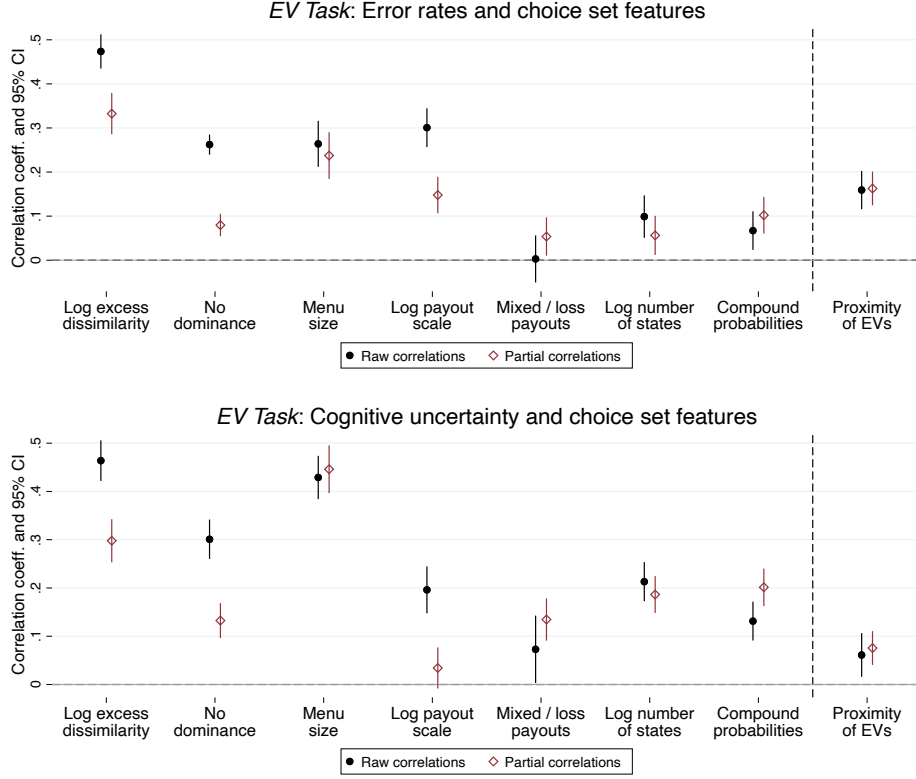 EV Task: Error rates and choice set features
Correlation coeff. and 95% CI
.5
.4
.3
.2
.1
0
Log excess dissimilarity
No dominance
Menu size
Log payout scale
Mixed / loss payouts
Log number of states
Compound probabilities
Proximity of EVs
Raw correlations
Partial correlations
EV Task: Cognitive uncertainty and choice set features
Correlation coeff. and 95% CI
.5
.4
.3
.2
.1
0
Log excess dissimilarity
No dominance
Menu size
Log payout scale
Mixed / loss payouts
Log number of states
Compound probabilities
Proximity of EVs
Raw correlations
Partial correlations